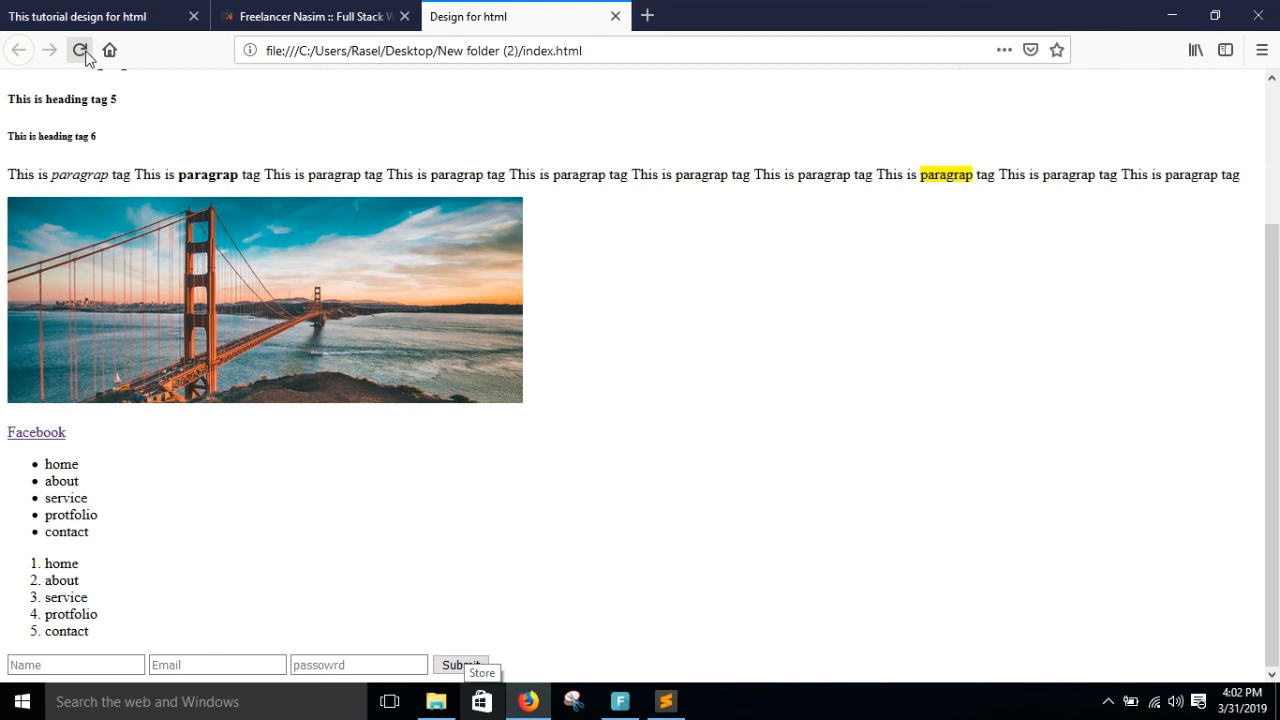 This tutorial design for html
Freelancer Nasim :: Full Stack W
Design for html
file:///C:/Users/Rasel/Desktop/New folder (2)/index.html
This is heading tag 5
This is heading tag 6
This is paragrap tag This is paragrap tag This is paragrap tag This is paragrap tag This is paragrap tag This is paragrap tag This is paragrap tag This is paragrap tag This is paragrap tag This is paragrap tag
Facebook
• home
• about
• service
• protfolio
• contact
1. home
2. about
3. service
4. protfolio
5. contact
Name Email passowrd Submit
Store
Search the web and Windows
4:02 PM
3/31/2019